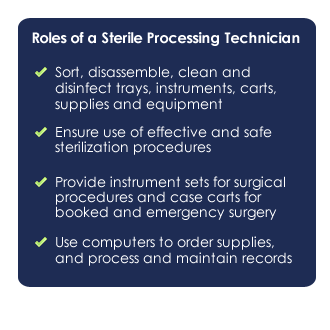 Roles of a Sterile Processing Technician
Sort, disassemble, clean and
disinfect trays, instruments, carts,
supplies and equipment
Ensure use of effective and safe
sterilization procedures
Provide instrument sets for surgical
procedures and case carts for
booked and emergency surgery
Use computers to order supplies,
and process and maintain records